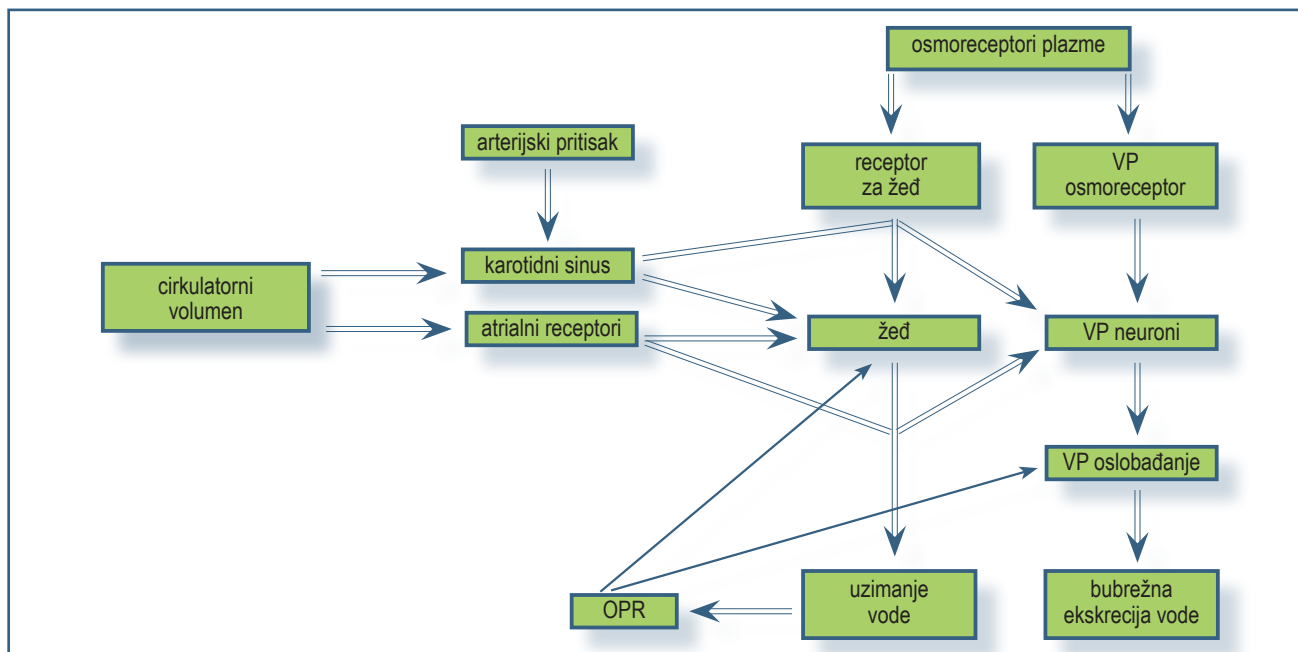 osmoreceptori plazme
arterijski pritisak
receptor
za žeđ
VP
osmoreceptor
karotidni sinus
cirkulatorni
volumen
atrialni receptori
žeđ
VP neuroni
VP oslobađanje
OPR
uzimanje
vode
bubrežna
ekskrecija vode